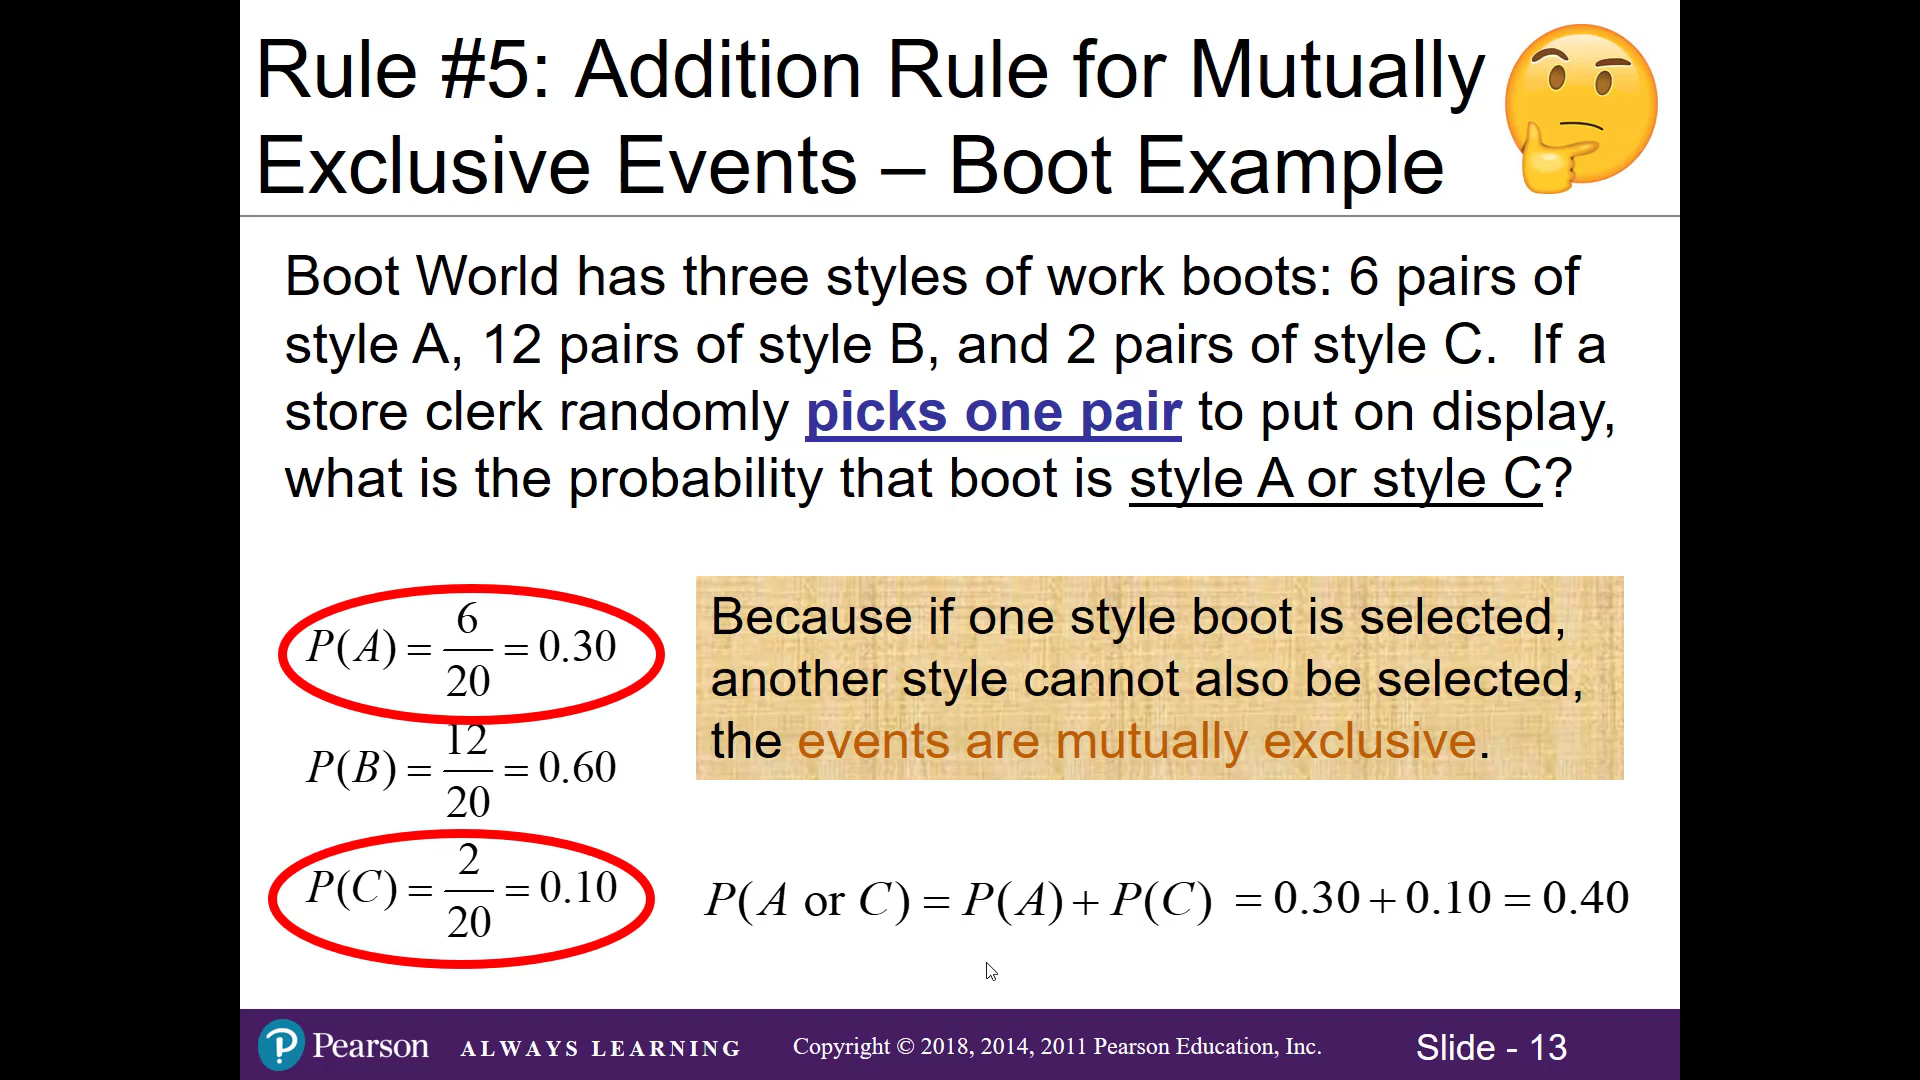 Rule #5: Addition Rule for Mutually
Exclusive Events – Boot Example
Boot World has three styles of work boots: 6 pairs of
style A, 12 pairs of style B, and 2 pairs of style C.  If a
store clerk randomly picks one pair to put on display,
what is the probability that boot is style A or style C?
P(A) = 6/20 = 0.30
P(B) = 12/20 = 0.60
P(C) = 2/20 = 0.10
Because if one style boot is selected,
another style cannot also be selected,
the events are mutually exclusive.
P(A or C) = P(A) + P(C) = 0.30 + 0.10 = 0.40
Pearson ALWAYS LEARNING Copyright © 2018, 2014, 2011 Pearson Education, Inc. Slide - 13